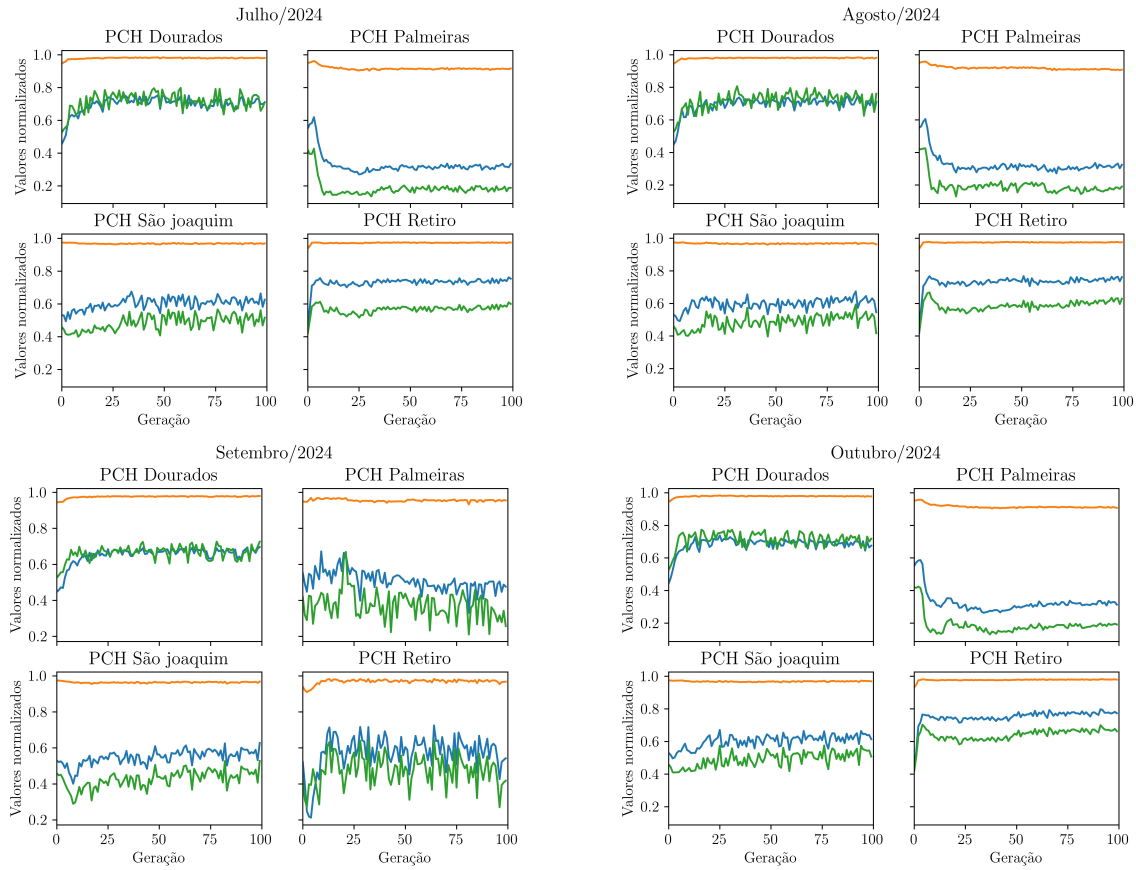 Julho/2024
PCH Dourados
PCH Palmeiras
Valores normalizados
1.0
0.8
0.6
0.4
0.2
PCH São joaquim
PCH Retiro
Valores normalizados
1.0
0.8
0.6
0.4
0.2
0 25 50 75 100
0 25 50 75 100
Geração
Geração
Agosto/2024
PCH Dourados
PCH Palmeiras
Valores normalizados
1.0
0.8
0.6
0.4
0.2
PCH São joaquim
PCH Retiro
Valores normalizados
1.0
0.8
0.6
0.4
0.2
0 25 50 75 100
0 25 50 75 100
Geração
Geração
Setembro/2024
PCH Dourados
PCH Palmeiras
Valores normalizados
1.0
0.8
0.6
0.4
0.2
PCH São joaquim
PCH Retiro
Valores normalizados
1.0
0.8
0.6
0.4
0.2
0 25 50 75 100
0 25 50 75 100
Geração
Geração
Outubro/2024
PCH Dourados
PCH Palmeiras
Valores normalizados
1.0
0.8
0.6
0.4
0.2
PCH São joaquim
PCH Retiro
Valores normalizados
1.0
0.8
0.6
0.4
0.2
0 25 50 75 100
0 25 50 75 100
Geração
Geração